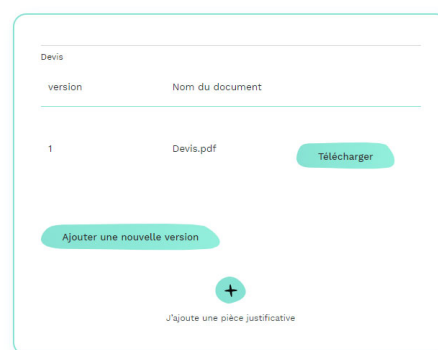 Devis
version Nom du document
1 Devis.pdf Télécharger
Ajouter une nouvelle version
J'ajoute une pièce justificative